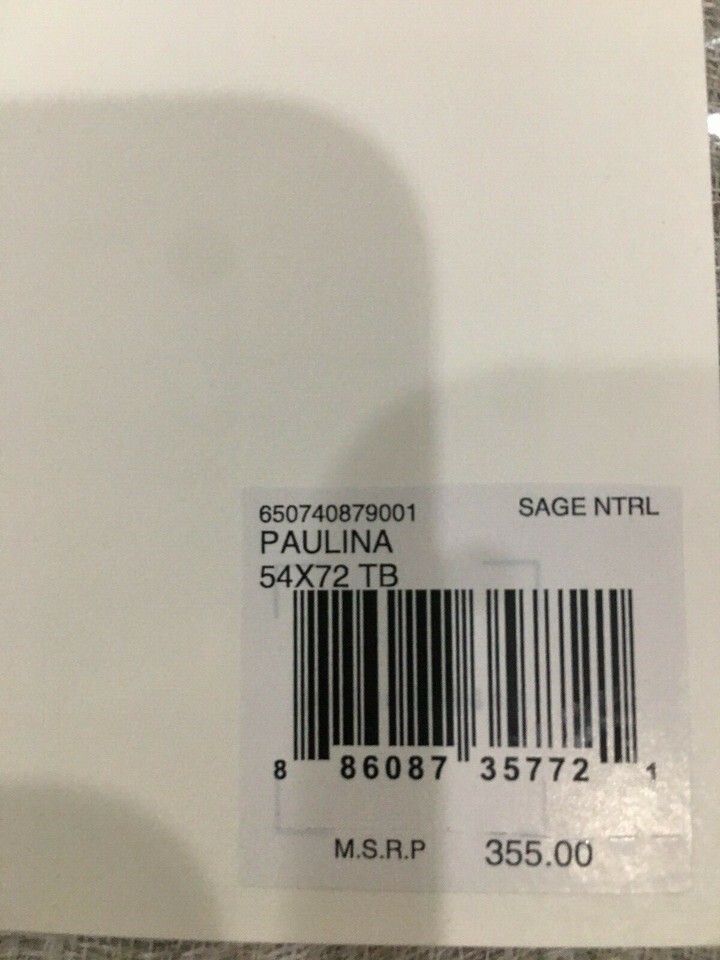 650740879001 SAGE NTRL
PAULINA
54X72 TB
8 86087 35772 1
M.S.R.P 355.00